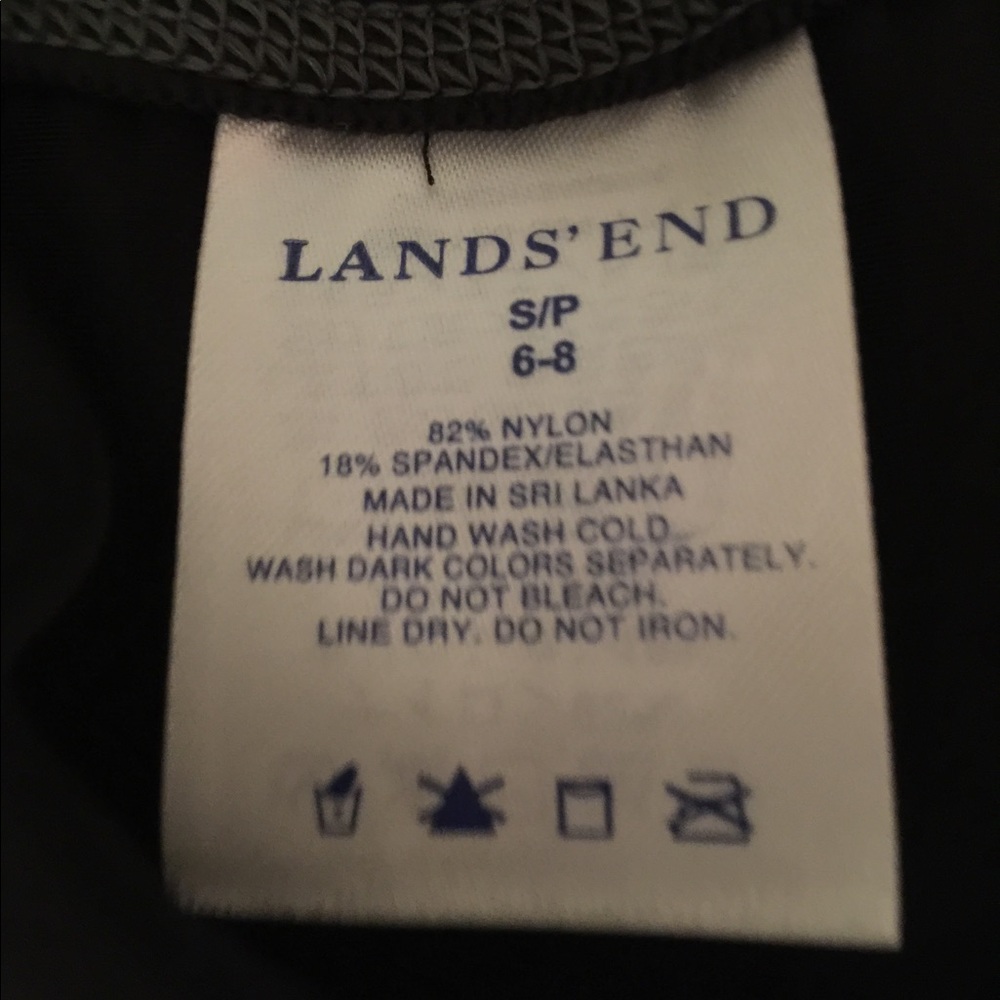 LANDS' END
S/P
6-8
82% NYLON
18% SPANDEX/ELASTHAN
MADE IN SRI LANKA
HAND WASH COLD.
WASH DARK COLORS SEPARATELY.
DO NOT BLEACH.
LINE DRY. DO NOT IRON.